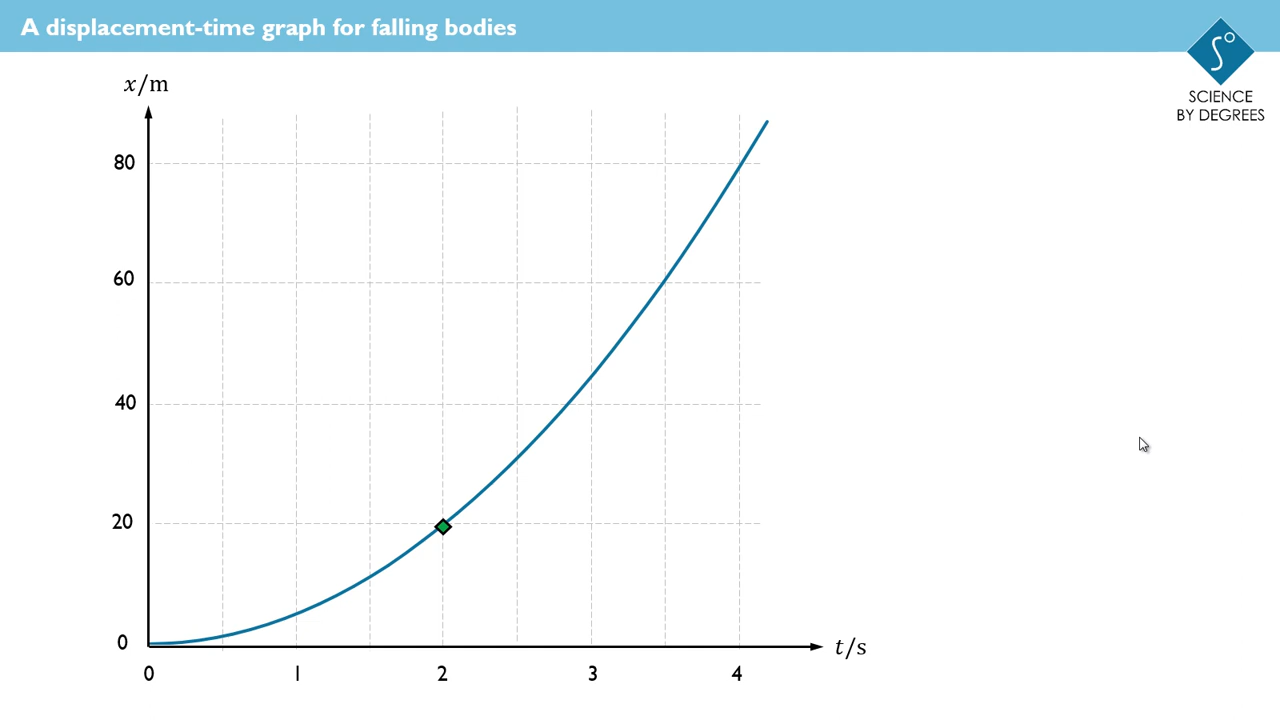 A displacement-time graph for falling bodies
SCIENCE
BY DEGREES
x/m
80
60
40
20
0
0 1 2 3 4
t/s